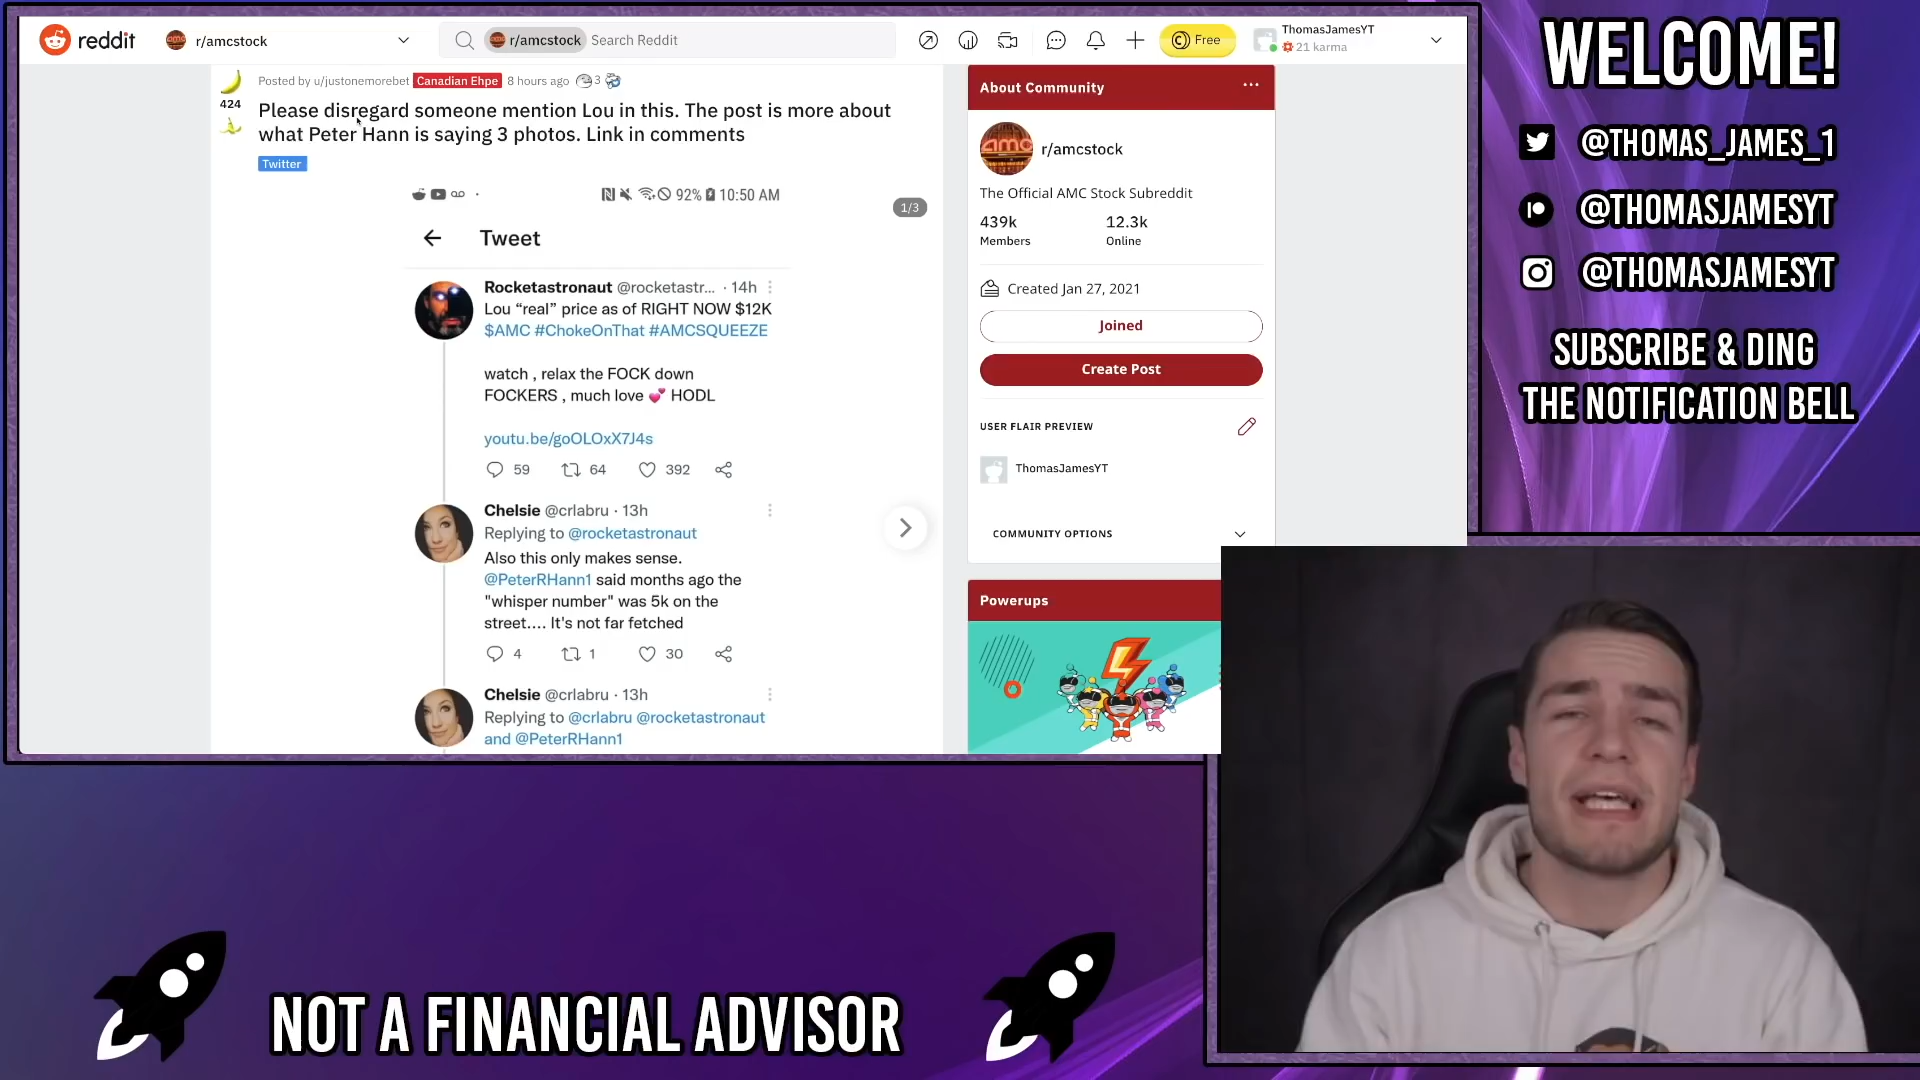 reddit
r/amcstock
r/amcstock Search Reddit
Free
ThomasJamesYT
21 karma
Posted by u/justonemorebet Canadian Ehpe 8 hours ago 3
424
Please disregard someone mention Lou in this. The post is more about
what Peter Hann is saying 3 photos. Link in comments
Twitter
92% 10:50 AM
1/3
Tweet
Rocketastronaut @rocketastr... · 14h
Lou “real” price as of RIGHT NOW $12K
$AMC #ChokeOnThat #AMCSQUEEZE
watch , relax the FOCK down
FOCKERS , much love 💕 HODL
youtu.be/goOLOxX7J4s
59 64 392
Chelsie @crlabru · 13h
Replying to @rocketastronaut
Also this only makes sense.
@PeterRHann1 said months ago the
"whisper number" was 5k on the
street.... It's not far fetched
4 1 30
Chelsie @crlabru · 13h
Replying to @crlabru @rocketastronaut
and @PeterRHann1
About Community
amc
r/amcstock
The Official AMC Stock Subreddit
439k 12.3k
Members Online
Created Jan 27, 2021
Joined
Create Post
USER FLAIR PREVIEW
ThomasJamesYT
COMMUNITY OPTIONS
Powerups
WELCOME!
@THOMAS_JAMES_1
@THOMASJAMESYT
@THOMASJAMESYT
SUBSCRIBE & DING
THE NOTIFICATION BELL
NOT A FINANCIAL ADVISOR